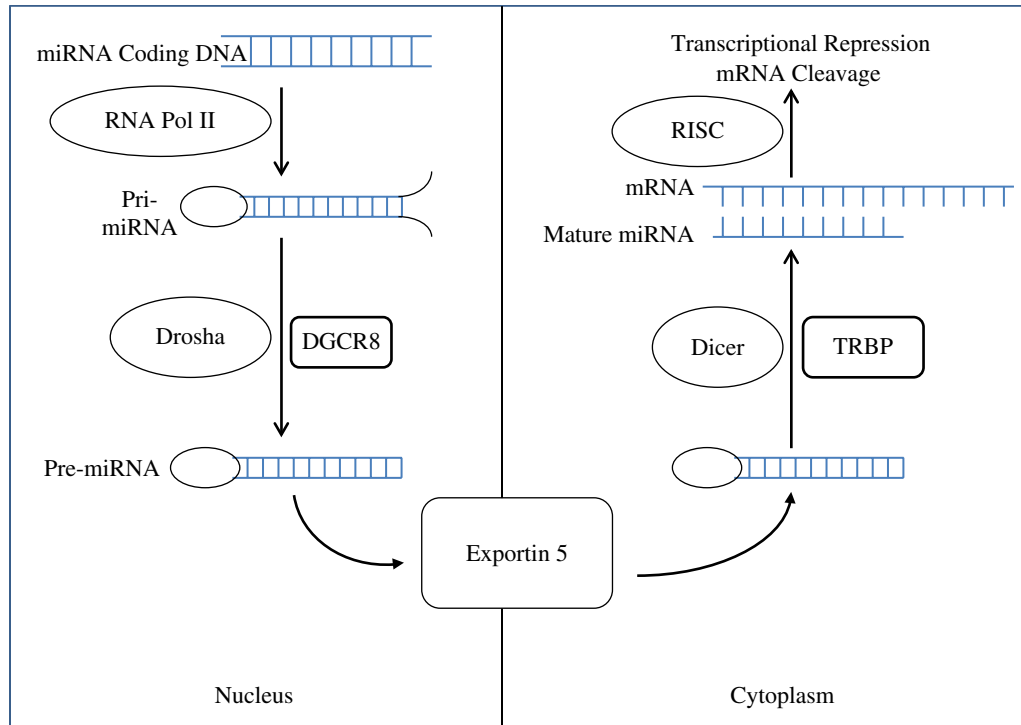 miRNA Coding DNA
RNA Pol II
Pri-
miRNA
Drosha
DGCR8
Pre-miRNA
Exportin 5
Nucleus
Transcriptional Repression
mRNA Cleavage
RISC
mRNA
Mature miRNA
Dicer
TRBP
Cytoplasm